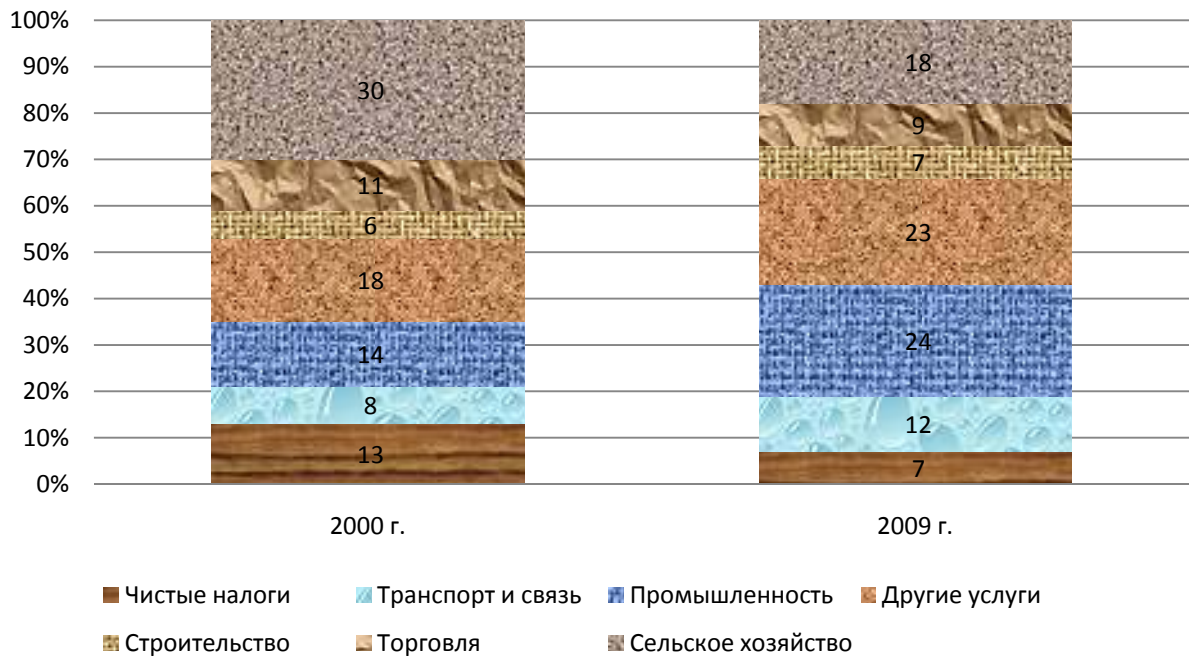 100%
90%
80%
70%
60%
50%
40%
30%
20%
10%
0%
30
11
6
18
14
8
13
18
9
7
23
24
12
7
2000 г.
2009 г.
Чистые налоги
Транспорт и связь
Промышленность
Другие услуги
Строительство
Торговля
Сельское хозяйство